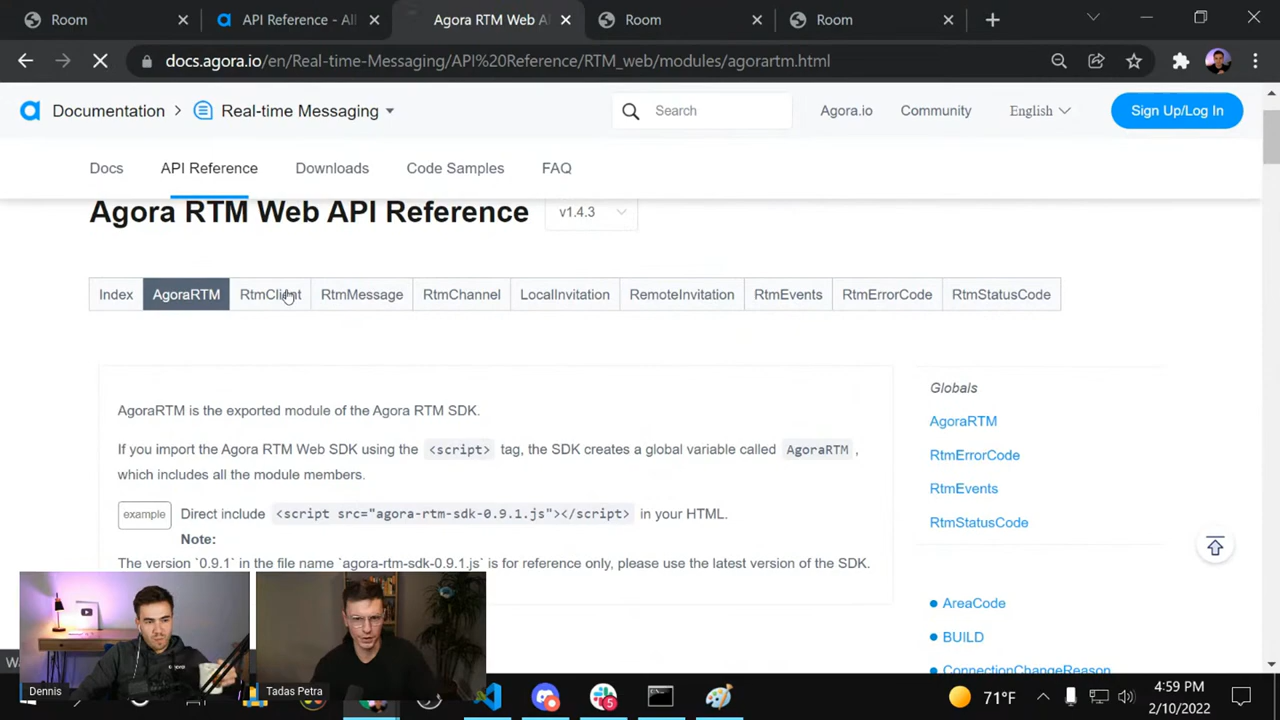 Room
API Reference - All
Agora RTM Web A
Room
Room
docs.agora.io/en/Real-time-Messaging/API%20Reference/RTM_web/modules/agorartm.html
Documentation > Real-time Messaging
Search
Agora.io
Community
English
Sign Up/Log In
Docs
API Reference
Downloads
Code Samples
FAQ
Agora RTM Web API Reference
v1.4.3
Index
AgoraRTM
RtmClient
RtmMessage
RtmChannel
LocalInvitation
RemoteInvitation
RtmEvents
RtmErrorCode
RtmStatusCode
AgoraRTM is the exported module of the Agora RTM SDK.
If you import the Agora RTM Web SDK using the <script> tag, the SDK creates a global variable called AgoraRTM ,
which includes all the module members.
example Direct include <script src="agora-rtm-sdk-0.9.1.js"></script> in your HTML.
Note:
The version `0.9.1` in the file name `agora-rtm-sdk-0.9.1.js` is for reference only, please use the latest version of the SDK.
Globals
AgoraRTM
RtmErrorCode
RtmEvents
RtmStatusCode
AreaCode
BUILD
ConnectionChangeReason
Dennis
Tadas Petra
5
71°F
4:59 PM
2/10/2022